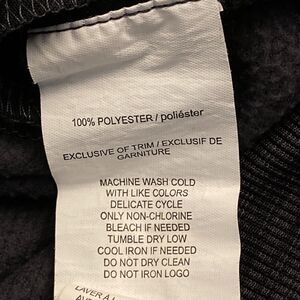 100% POLYESTER / poliéster
EXCLUSIVE OF TRIM / EXCLUSIF DE
GARNITURE
MACHINE WASH COLD
WITH LIKE COLORS
DELICATE CYCLE
ONLY NON-CHLORINE
BLEACH IF NEEDED
TUMBLE DRY LOW
COOL IRON IF NEEDED
DO NOT DRY CLEAN
DO NOT IRON LOGO
LAVER À